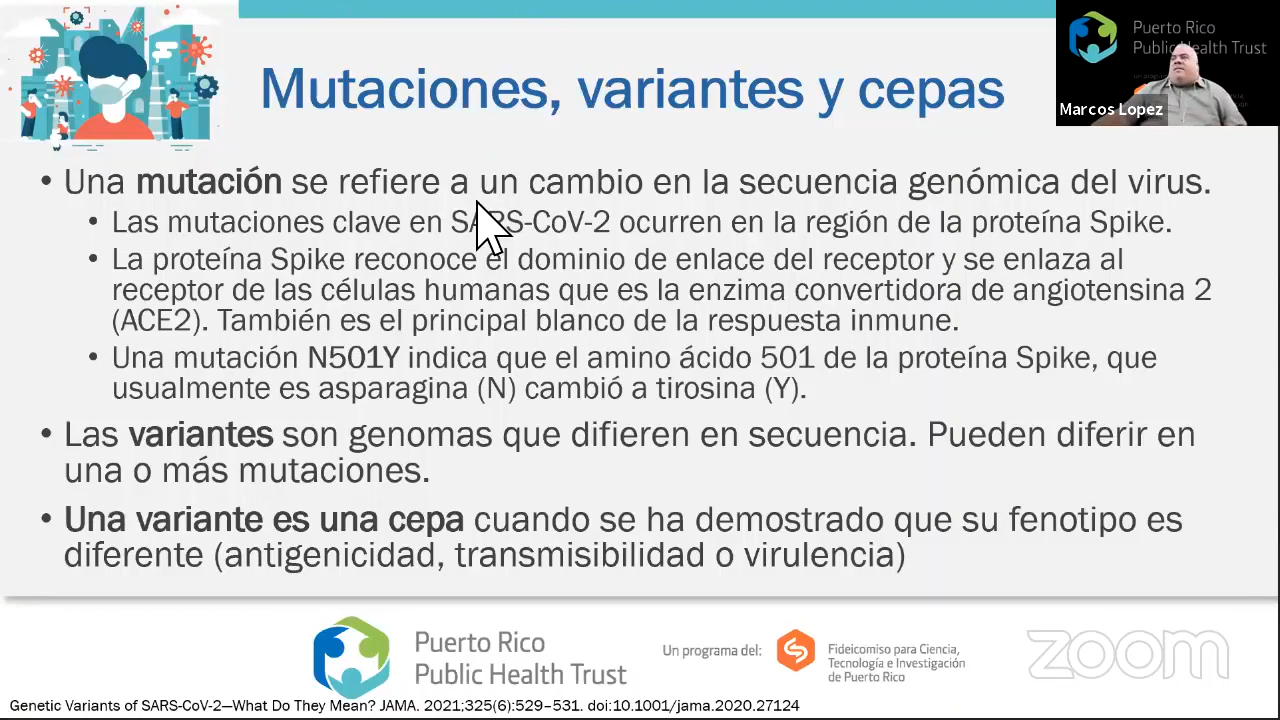 Mutaciones, variantes y cepas
Puerto Rico
Public Health Trust
Marcos Lopez
• Una mutación se refiere a un cambio en la secuencia genómica del virus.
• Las mutaciones clave en SARS-CoV-2 ocurren en la región de la proteína Spike.
• La proteína Spike reconoce el dominio de enlace del receptor y se enlaza al
receptor de las células humanas que es la enzima convertidora de angiotensina 2
(ACE2). También es el principal blanco de la respuesta inmune.
• Una mutación N501Y indica que el amino ácido 501 de la proteína Spike, que
usualmente es asparagina (N) cambió a tirosina (Y).
• Las variantes son genomas que difieren en secuencia. Pueden diferir en
una o más mutaciones.
• Una variante es una cepa cuando se ha demostrado que su fenotipo es
diferente (antigenicidad, transmisibilidad o virulencia)
Puerto Rico
Public Health Trust
Un programa del:
Fideicomiso para Ciencia,
Tecnología e Investigación
de Puerto Rico
zoom
Genetic Variants of SARS-CoV-2—What Do They Mean? JAMA. 2021;325(6):529–531. doi:10.1001/jama.2020.27124